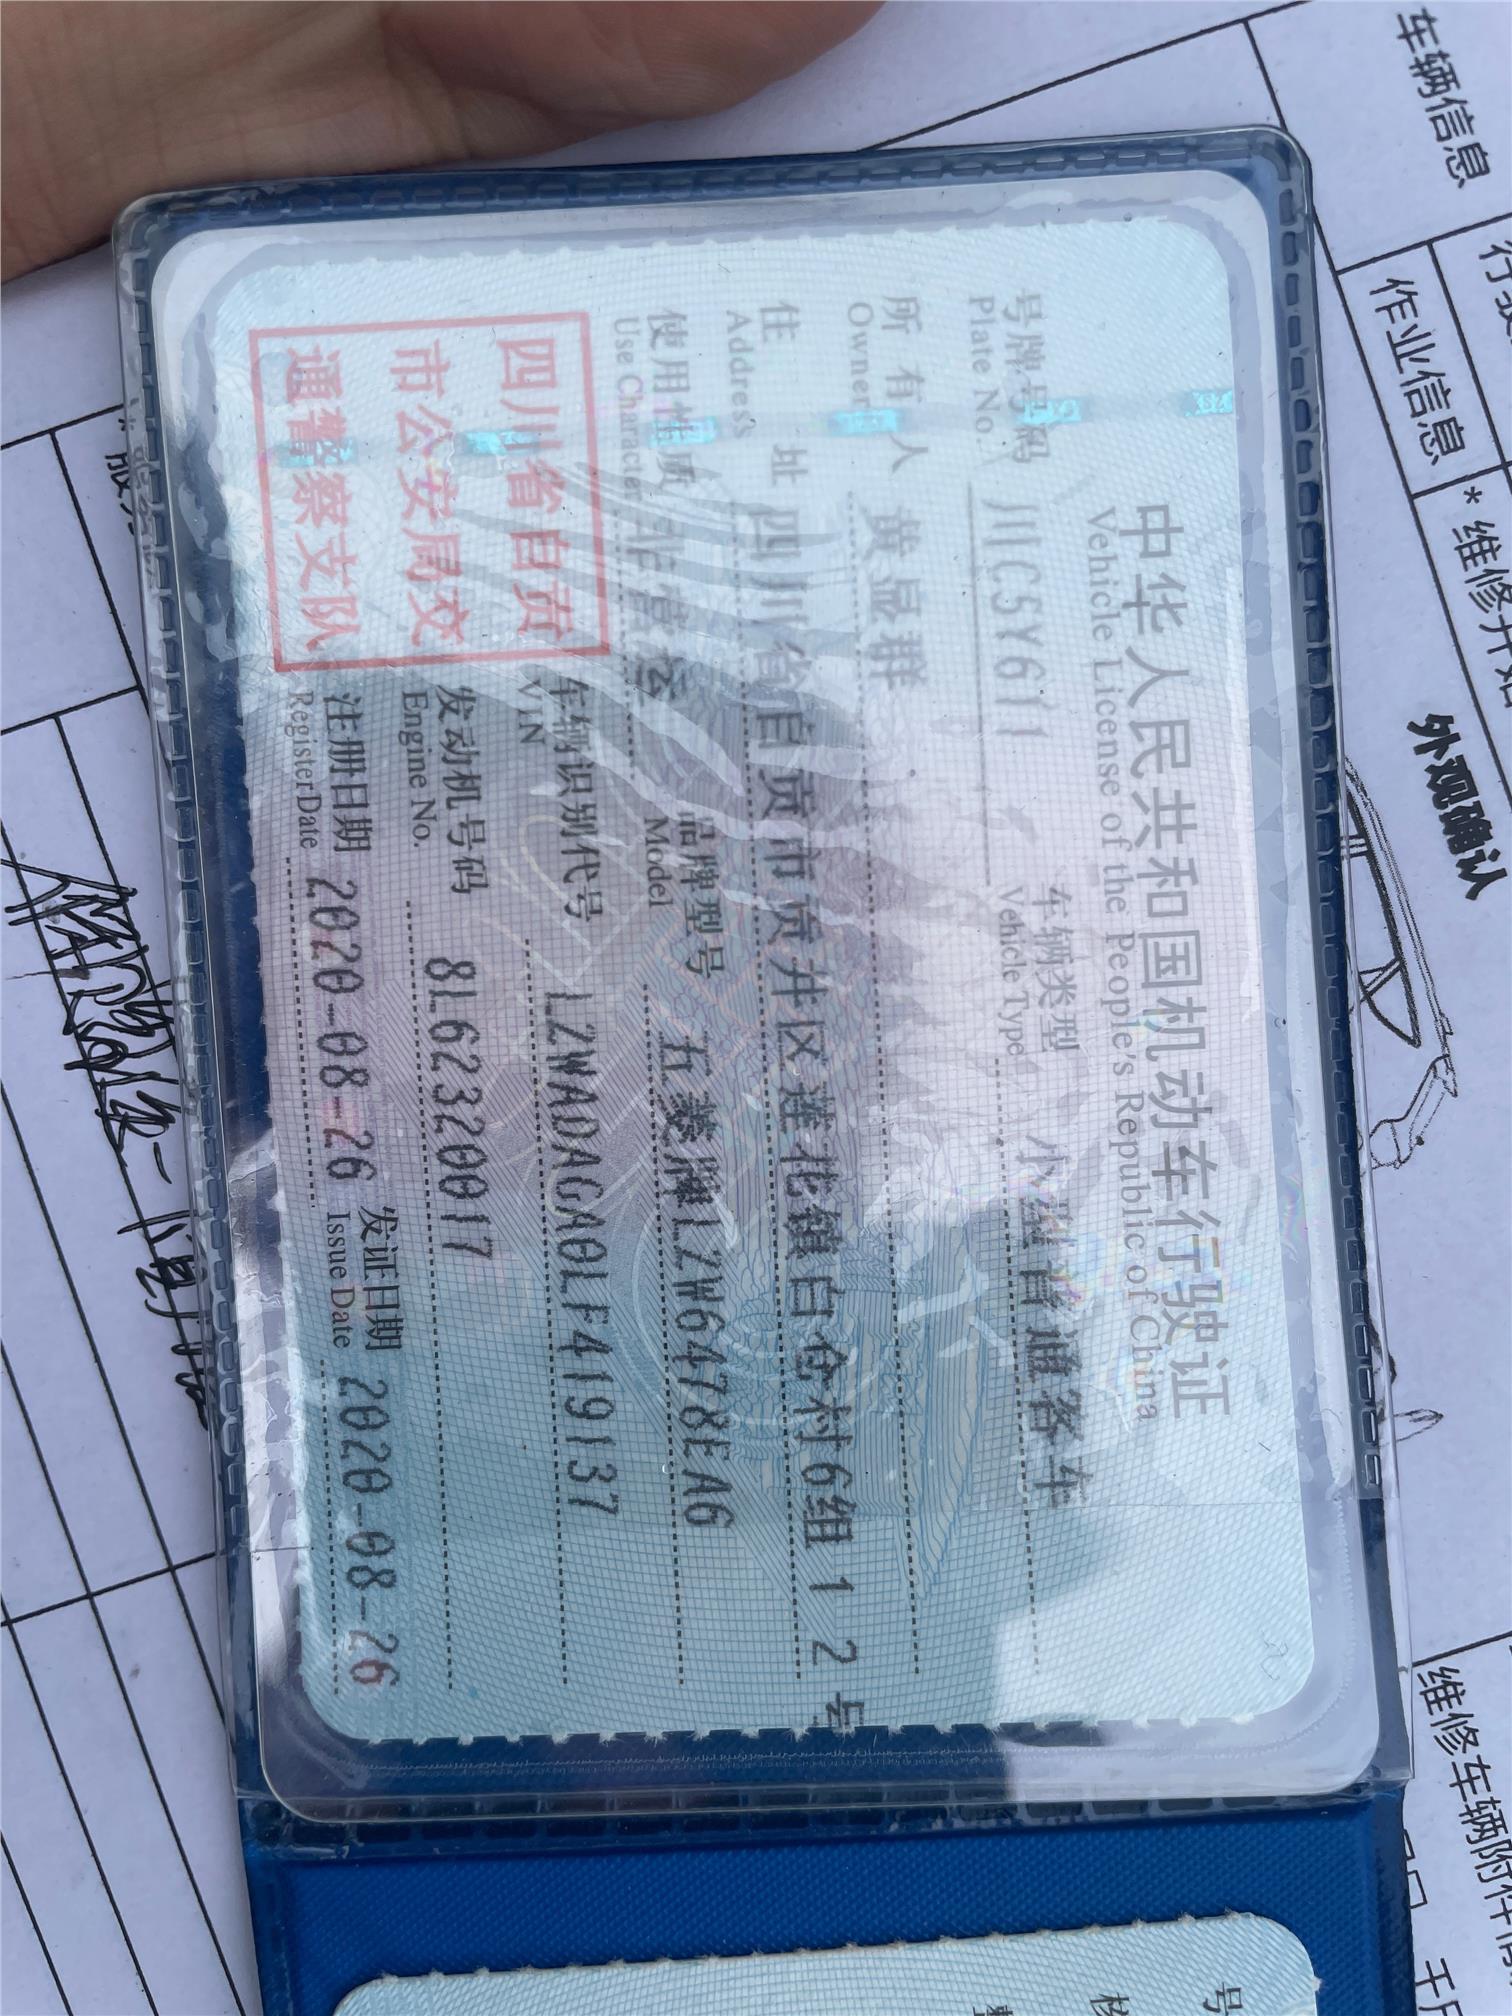 中华人民共和国机动车行驶证
Vehicle License of the People's Republic of China
号牌号码 川C5Y611 车辆类型 小型普通客车
Plate No. Vehicle Type
所有人 黄显群
Owner
住址 四川省自贡市贡井区莲花镇白仓村6组12号
Address
使用性质 非营运 品牌型号 五菱牌LZW6478EA6
Use Character Model
四川省自贡
市公安局交
通警察支队
车辆识别代号 LZWADAGA0LF419137
VIN
发动机号码 8L62320017
Engine No.
注册日期 2020-08-26 发证日期 2020-08-26
Register Date Issue Date
车辆信息
作业信息
*维修开始
外观确认
维修车辆附件
号